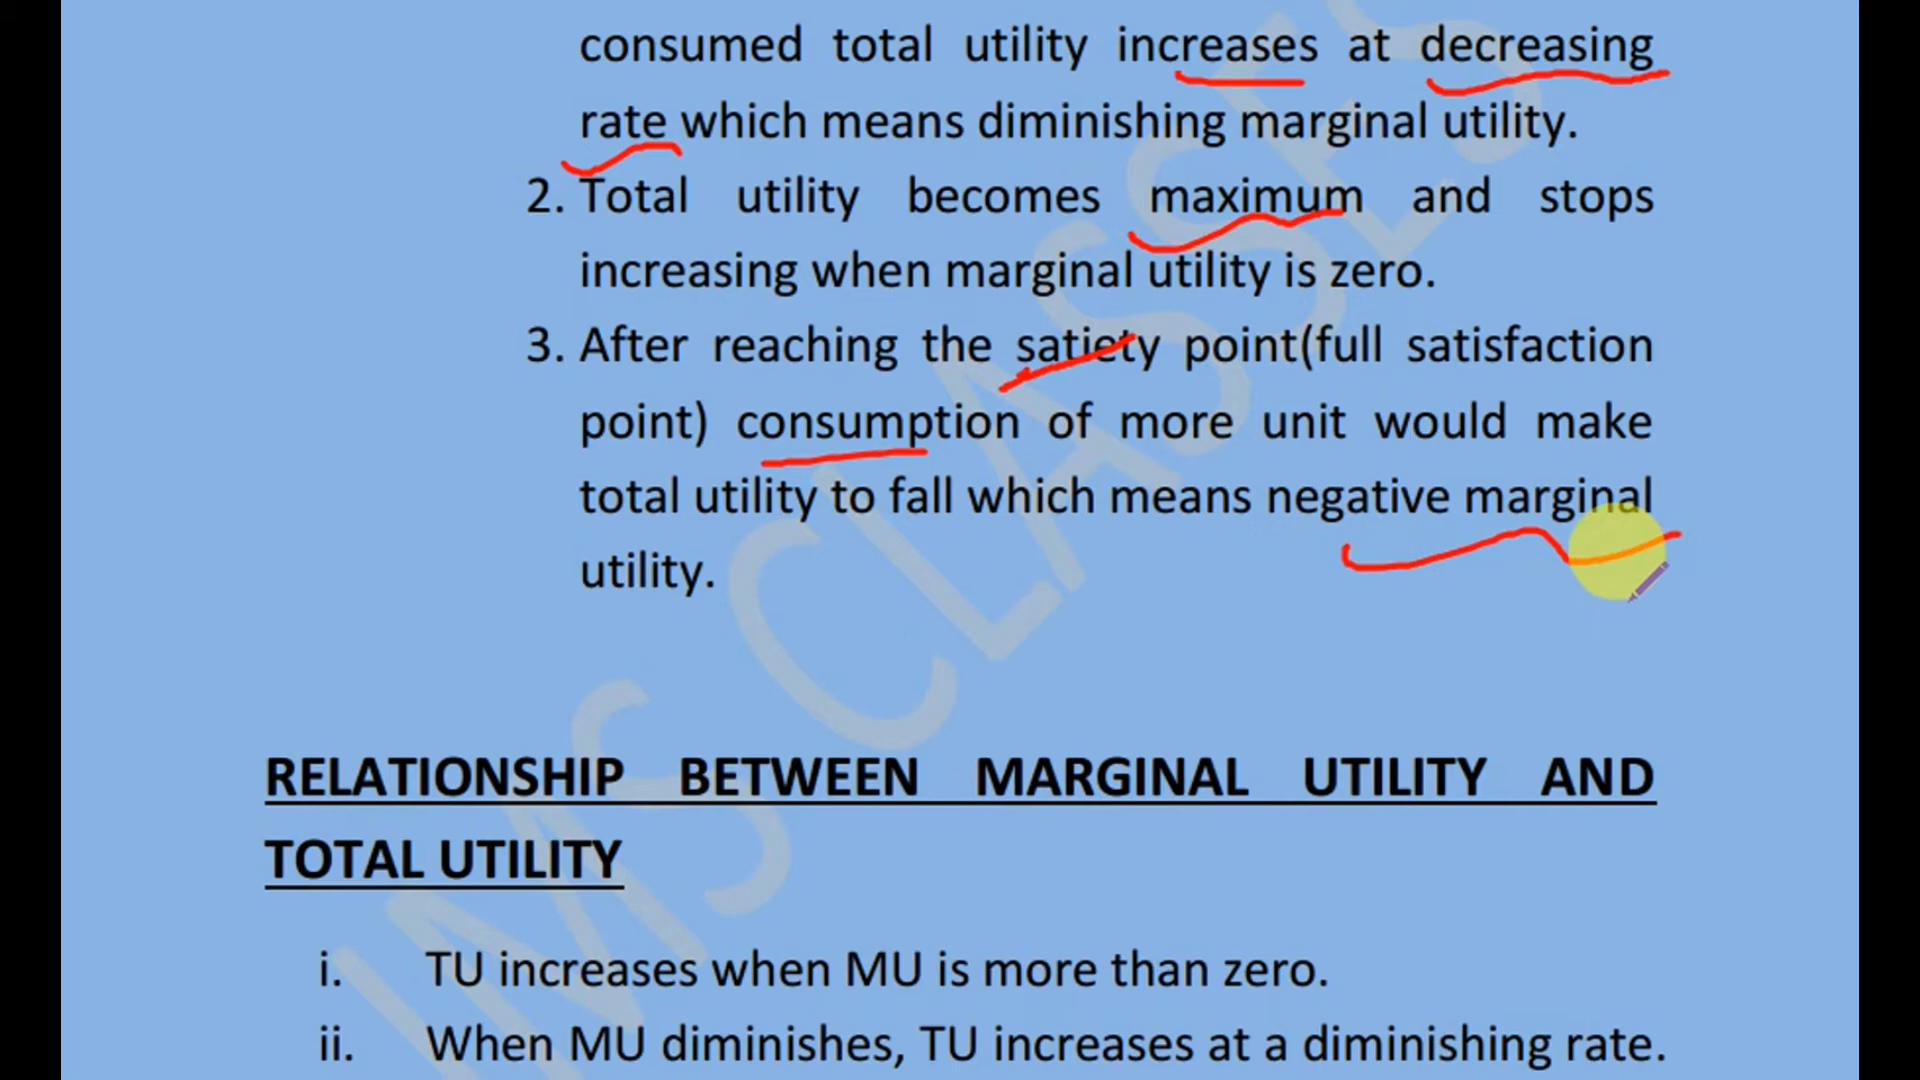 consumed total utility increases at decreasing
rate which means diminishing marginal utility.
2. Total utility becomes maximum and stops
increasing when marginal utility is zero.
3. After reaching the satiety point(full satisfaction
point) consumption of more unit would make
total utility to fall which means negative marginal
utility.
IMS CLASSES
RELATIONSHIP BETWEEN MARGINAL UTILITY AND
TOTAL UTILITY
i. TU increases when MU is more than zero.
ii. When MU diminishes, TU increases at a diminishing rate.